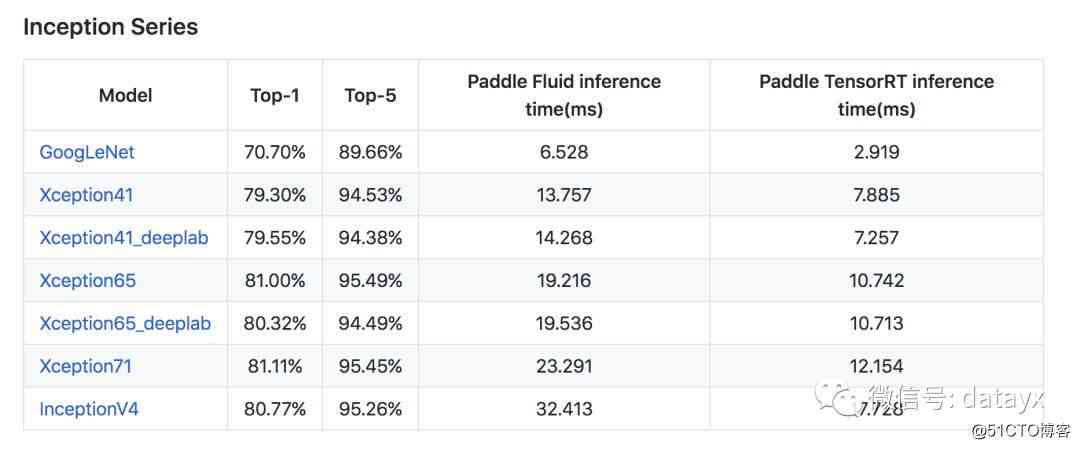 Inception Series
Model Top-1 Top-5 Paddle Fluid inference time(ms) Paddle TensorRT inference time(ms)
GoogLeNet 70.70% 89.66% 6.528 2.919
Xception41 79.30% 94.53% 13.757 7.885
Xception41_deeplab 79.55% 94.38% 14.268 7.257
Xception65 81.00% 95.49% 19.216 10.742
Xception65_deeplab 80.32% 94.49% 19.536 10.713
Xception71 81.11% 95.45% 23.291 12.154
InceptionV4 80.77% 95.26% 32.413
微信号: datayx
@51CTO博客